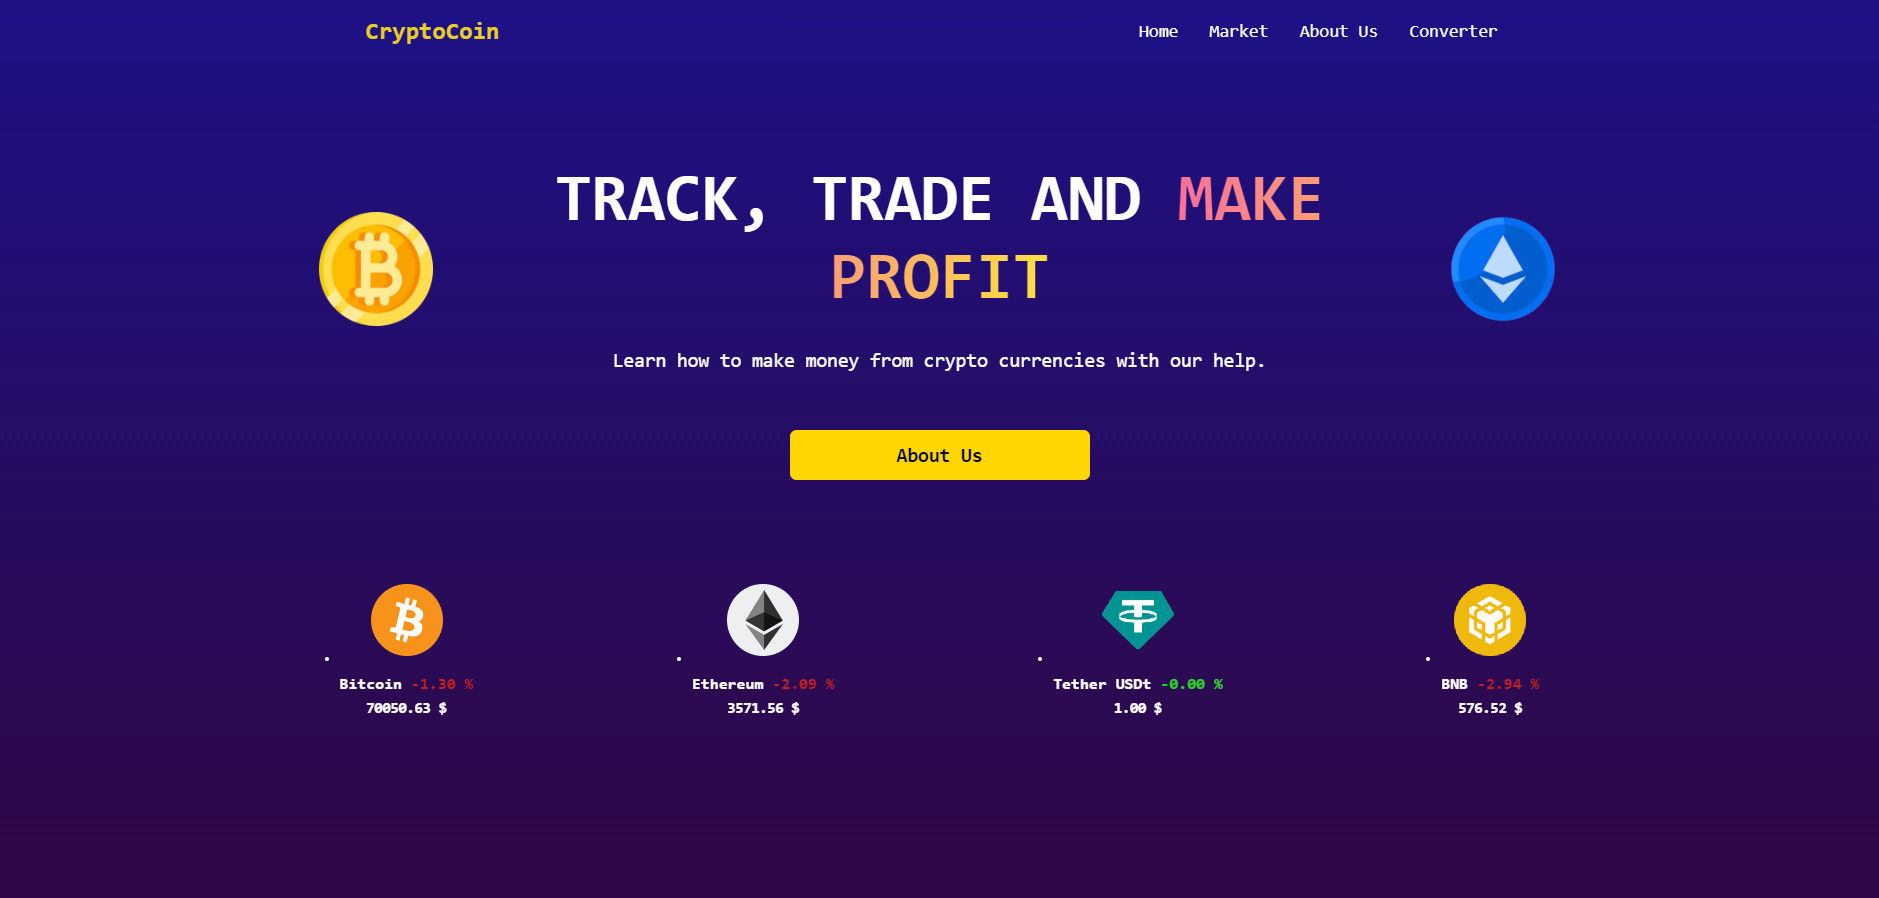 CryptoCoin
Home Market About Us Converter
TRACK, TRADE AND MAKE
PROFIT
Learn how to make money from crypto currencies with our help.
About Us
Bitcoin -1.30 %
70050.63 $
Ethereum -2.09 %
3571.56 $
Tether USDt -0.00 %
1.00 $
BNB -2.94 %
576.52 $